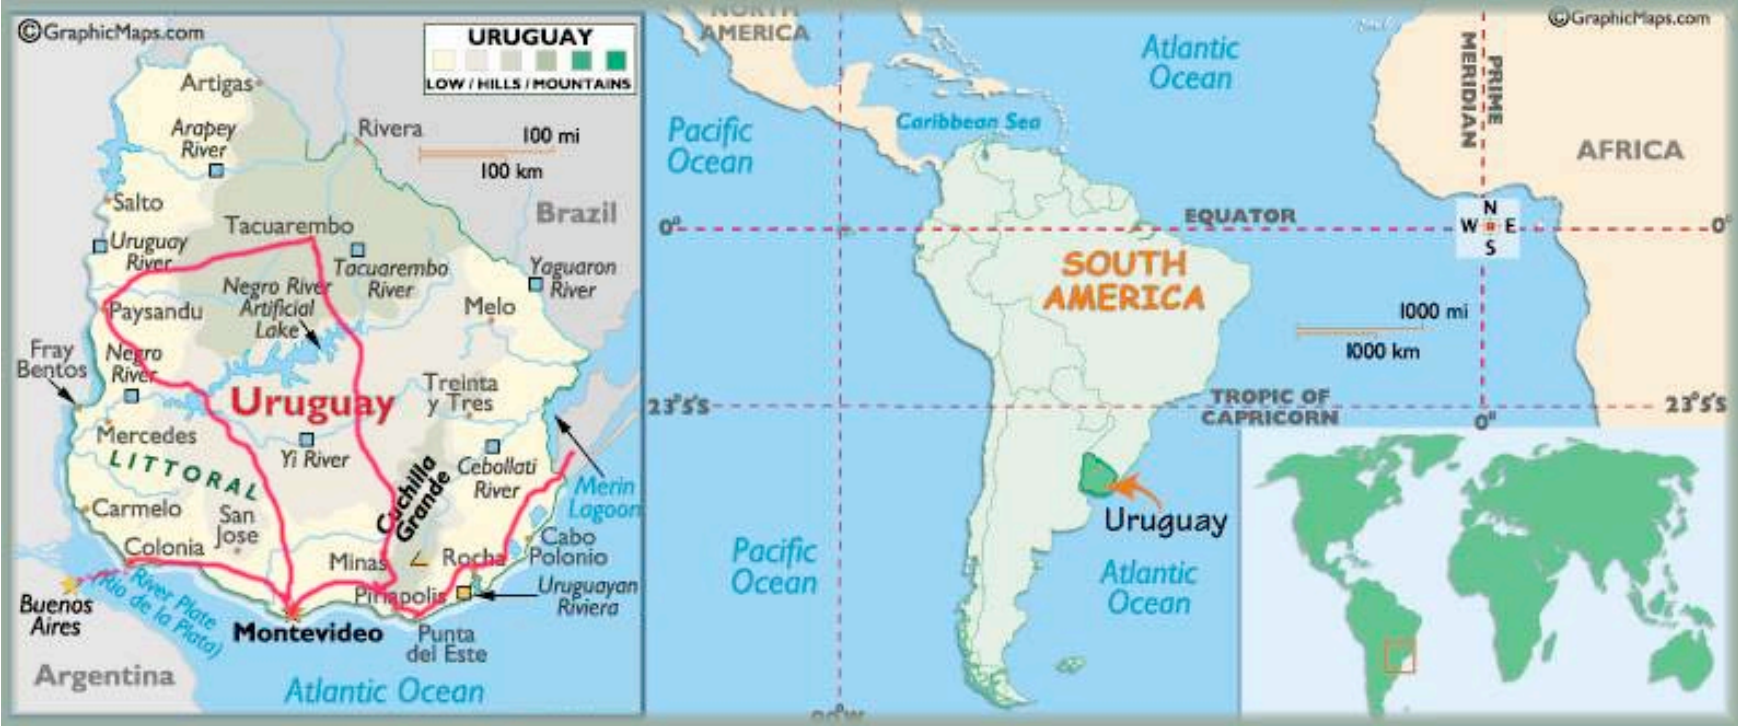 ©GraphicMaps.com
URUGUAY
LOW / HILLS / MOUNTAINS
Artigas
Arapey
River
Rivera
100 mi
100 km
Salto
Brazil
Tacuarembo
Uruguay
River
Tacuarembo
River
Yaguaron
River
Negro River
Artificial
Lake
Paysandu
Melo
Fray
Bentos
Negro
River
Treinta
y Tres
Uruguay
Mercedes
Yi River
LITTORAL
Cuchilla
Grande
Cebollati
River
Merin
Lagoon
Carmelo
San
Jose
Cabo
Polonio
Colonia
Minas
Rocha
Uruguayan
Riviera
Piriapolis
Buenos
Aires
River Plate
(Rio de la Plata)
Montevideo
Punta
del Este
Argentina
Atlantic Ocean
NORTH
AMERICA
Atlantic
Ocean
©GraphicMaps.com
PRIME
MERIDIAN
Pacific
Ocean
Caribbean Sea
AFRICA
0°
EQUATOR
N
W E
S
0°
SOUTH
AMERICA
1000 mi
1000 km
23°5'S
TROPIC OF
CAPRICORN
0°
23°5'S
Uruguay
Pacific
Ocean
Atlantic
Ocean
90°W